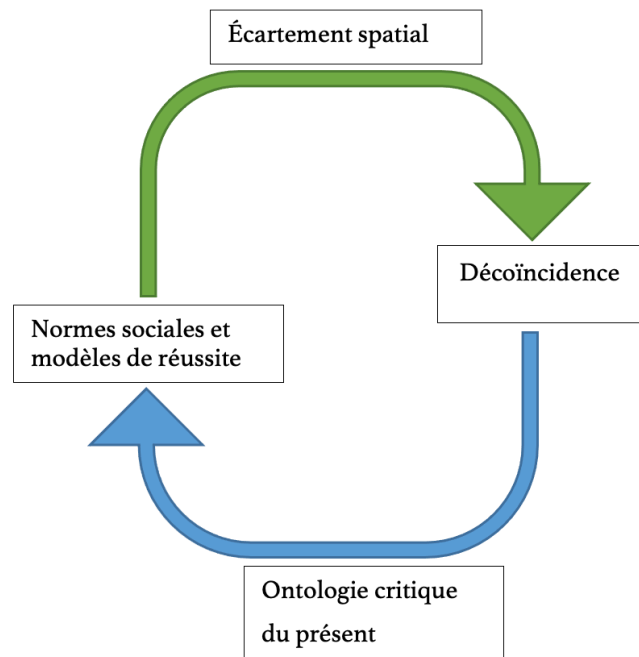 Écartement spatial
Décoïncidence
Normes sociales et
modèles de réussite
Ontologie critique
du présent